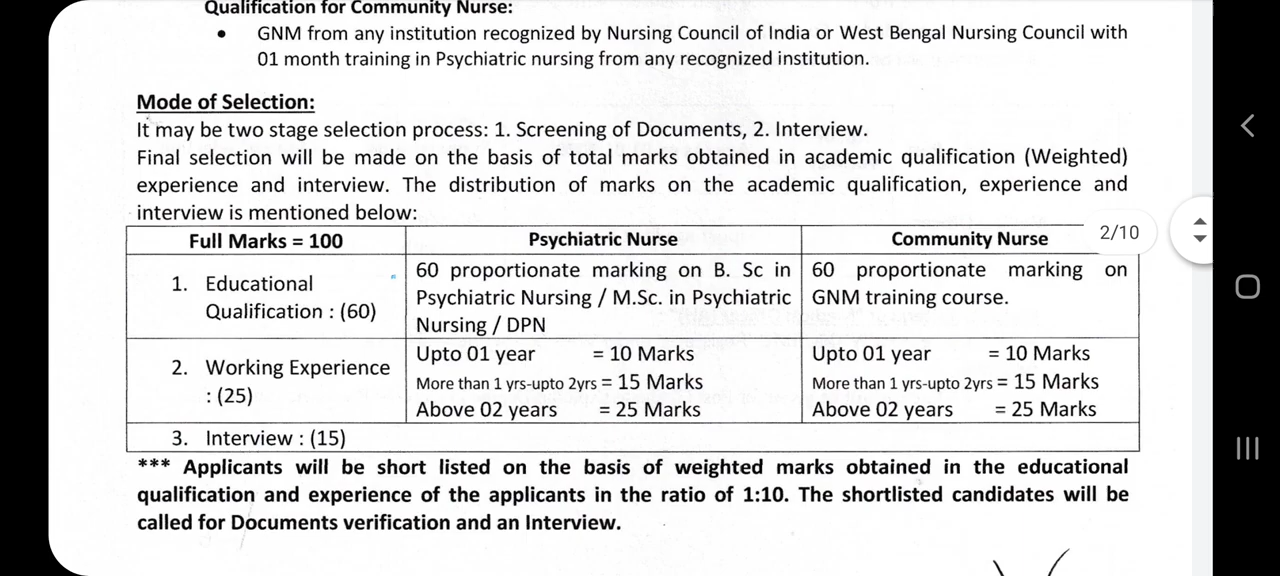 Qualification for Community Nurse:
• GNM from any institution recognized by Nursing Council of India or West Bengal Nursing Council with
01 month training in Psychiatric nursing from any recognized institution.
Mode of Selection:
It may be two stage selection process: 1. Screening of Documents, 2. Interview.
Final selection will be made on the basis of total marks obtained in academic qualification (Weighted)
experience and interview. The distribution of marks on the academic qualification, experience and
interview is mentioned below:
Full Marks = 100 Psychiatric Nurse Community Nurse
2/10
1. Educational
Qualification : (60)
60 proportionate marking on B. Sc in
Psychiatric Nursing / M.Sc. in Psychiatric
Nursing / DPN
60 proportionate marking on
GNM training course.
2. Working Experience
: (25)
Upto 01 year = 10 Marks
More than 1 yrs-upto 2yrs = 15 Marks
Above 02 years = 25 Marks
Upto 01 year = 10 Marks
More than 1 yrs-upto 2yrs = 15 Marks
Above 02 years = 25 Marks
3. Interview : (15)
*** Applicants will be short listed on the basis of weighted marks obtained in the educational
qualification and experience of the applicants in the ratio of 1:10. The shortlisted candidates will be
called for Documents verification and an Interview.